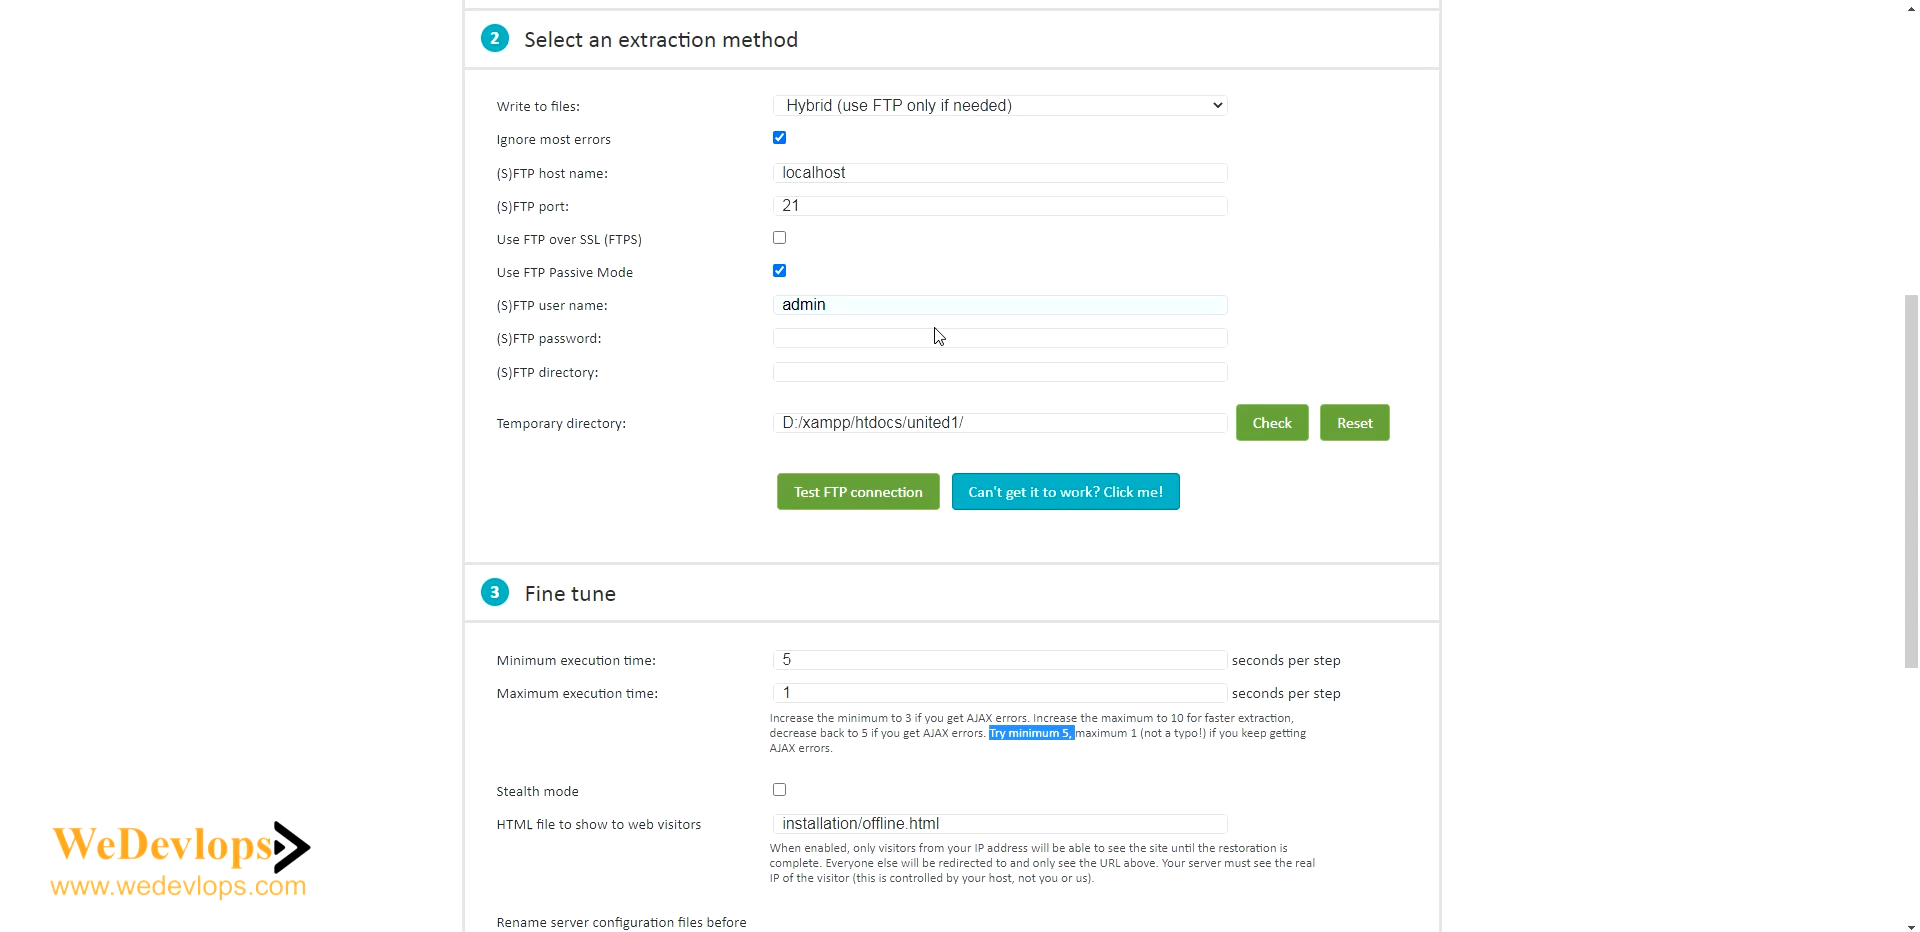 2 Select an extraction method
Write to files: Hybrid (use FTP only if needed)
Ignore most errors
(S)FTP host name: localhost
(S)FTP port: 21
Use FTP over SSL (FTPS)
Use FTP Passive Mode
(S)FTP user name: admin
(S)FTP password:
(S)FTP directory:
Temporary directory: D:/xampp/htdocs/united1/ Check Reset
Test FTP connection Can't get it to work? Click me!
3 Fine tune
Minimum execution time: 5 seconds per step
Maximum execution time: 1 seconds per step
Increase the minimum to 3 if you get AJAX errors. Increase the maximum to 10 for faster extraction,
decrease back to 5 if you get AJAX errors. Try minimum 5, maximum 1 (not a typo!) if you keep getting
AJAX errors.
Stealth mode
HTML file to show to web visitors installation/offline.html
When enabled, only visitors from your IP address will be able to see the site until the restoration is
complete. Everyone else will be redirected to and only see the URL above. Your server must see the real
IP of the visitor (this is controlled by your host, not you or us).
Rename server configuration files before
WeDevlops
www.wedevlops.com